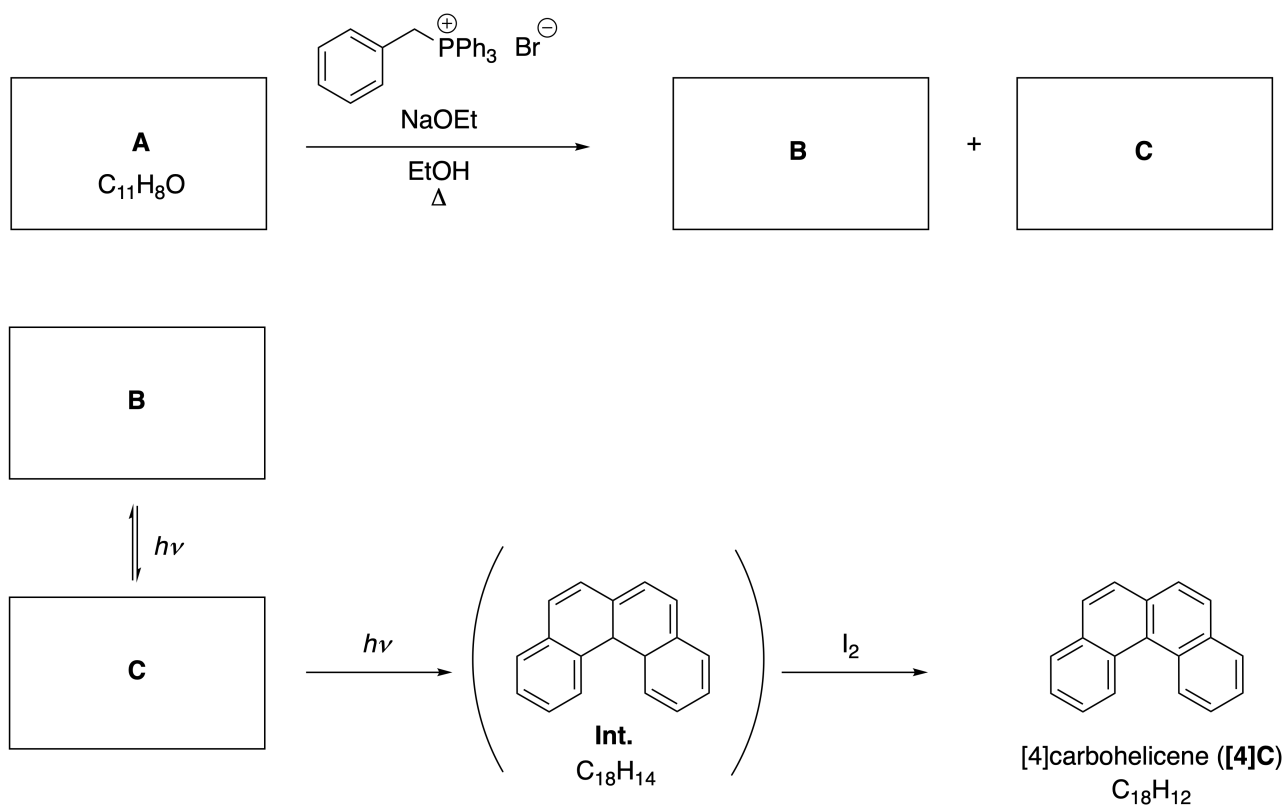 ⊕
PPh₃ Br⊖
NaOEt
EtOH
Δ
A
C₁₁H₈O
B
+
C
B
hν
C
hν
Int.
C₁₈H₁₄
I₂
[4]carbohelicene ([4]C)
C₁₈H₁₂